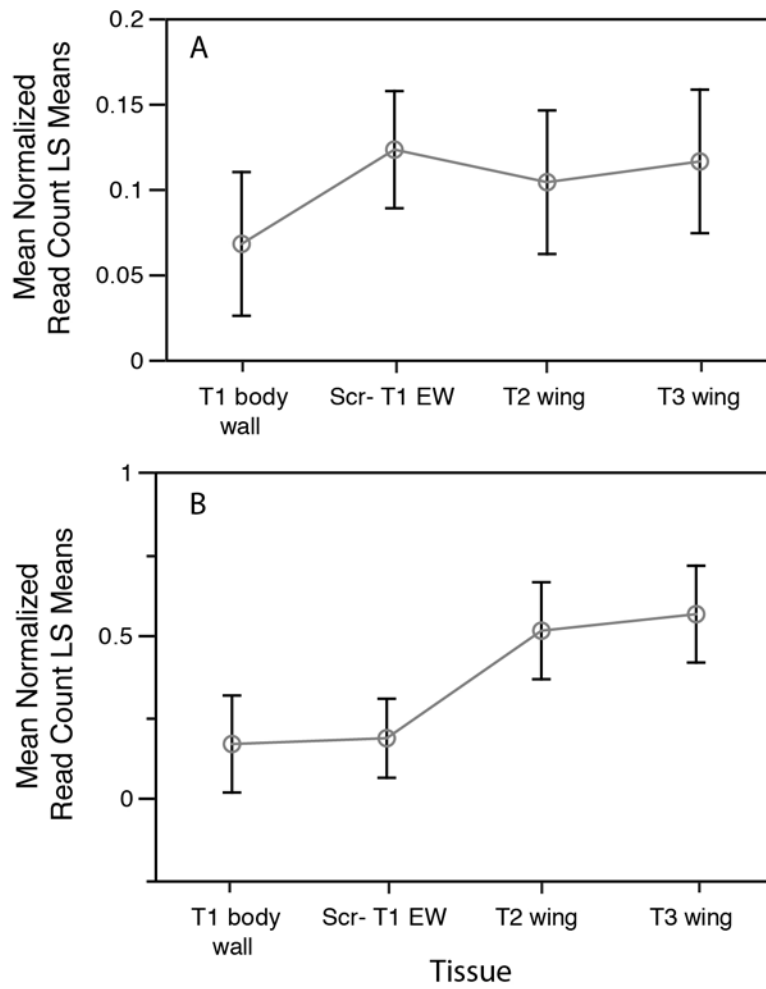 A
Mean Normalized
Read Count LS Means
0.2
0.15
0.1
0.05
0
T1 body
wall
Scr- T1 EW
T2 wing
T3 wing
B
Mean Normalized
Read Count LS Means
1
0.5
0
T1 body
wall
Scr- T1 EW
T2 wing
T3 wing
Tissue